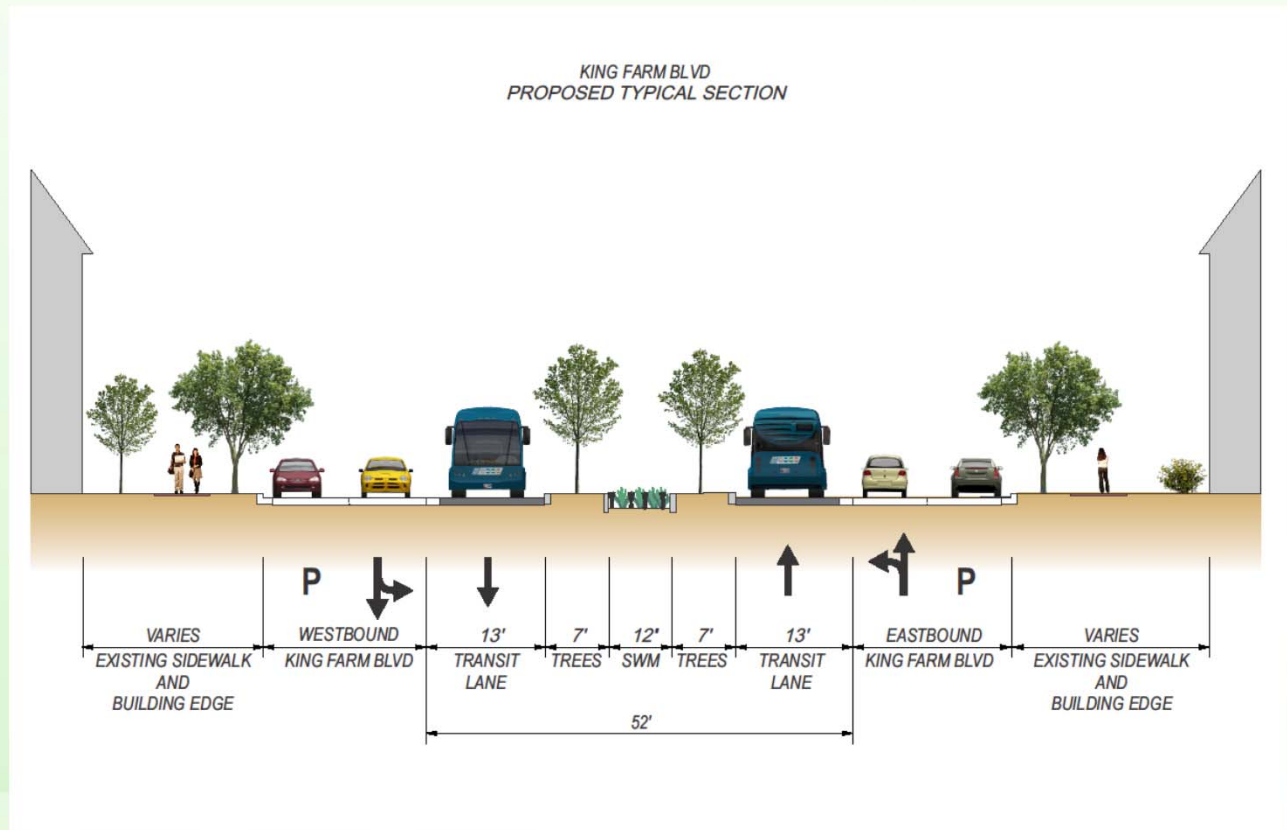 KING FARM BLVD
PROPOSED TYPICAL SECTION
P
P
VARIES
EXISTING SIDEWALK
AND
BUILDING EDGE
WESTBOUND
KING FARM BLVD
13'
TRANSIT
LANE
7'
TREES
12'
SWM
7'
TREES
13'
TRANSIT
LANE
EASTBOUND
KING FARM BLVD
VARIES
EXISTING SIDEWALK
AND
BUILDING EDGE
52'